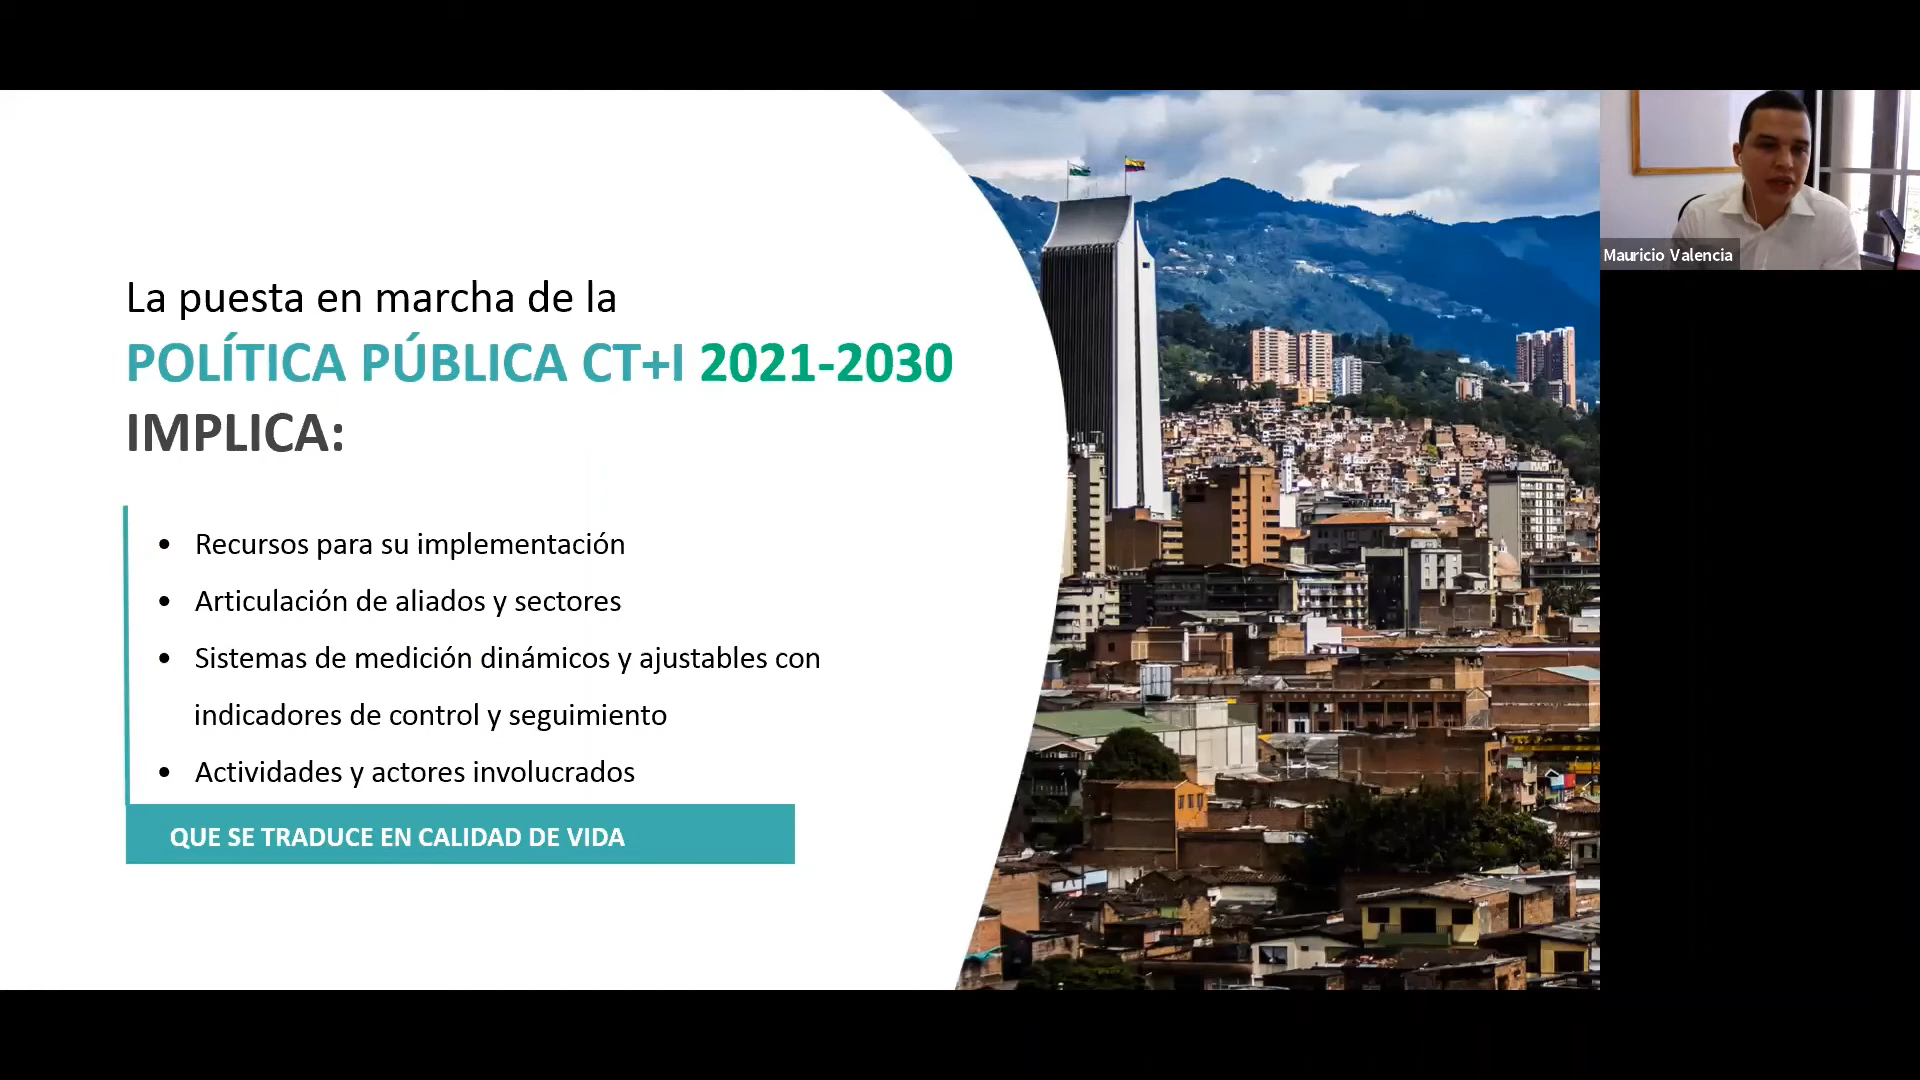 La puesta en marcha de la
POLÍTICA PÚBLICA CT+I 2021-2030
IMPLICA:
• Recursos para su implementación
• Articulación de aliados y sectores
• Sistemas de medición dinámicos y ajustables con
indicadores de control y seguimiento
• Actividades y actores involucrados
QUE SE TRADUCE EN CALIDAD DE VIDA
Mauricio Valencia